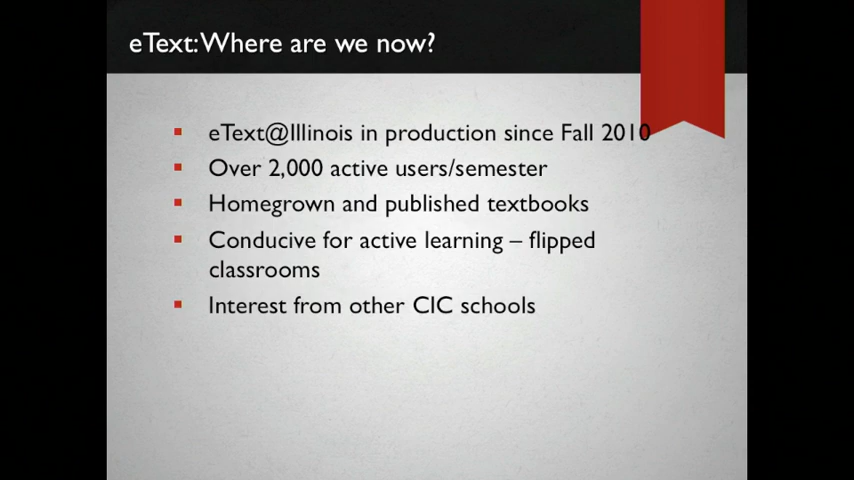 eText: Where are we now?
eText@Illinois in production since Fall 2010
Over 2,000 active users/semester
Homegrown and published textbooks
Conducive for active learning – flipped
classrooms
Interest from other CIC schools